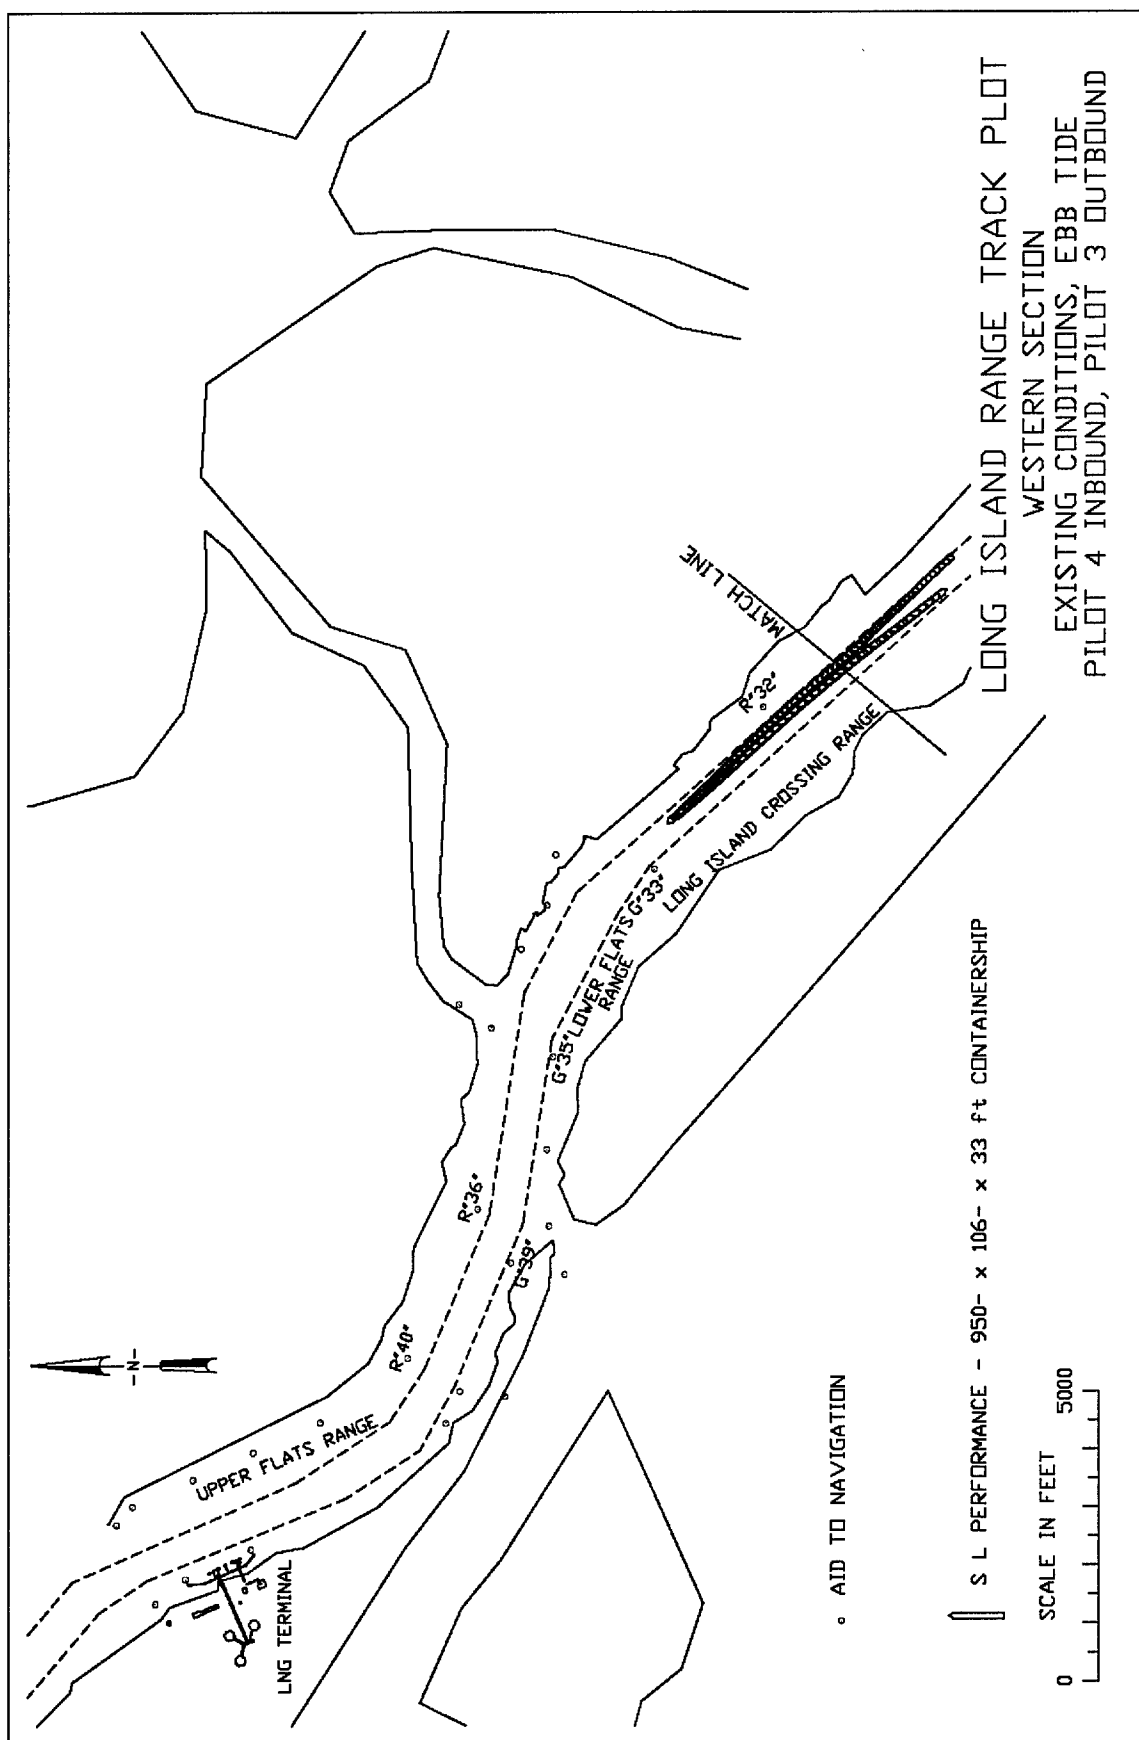 LONG ISLAND RANGE TRACK PLOT
WESTERN SECTION
EXISTING CONDITIONS, EBB TIDE
PILOT 4 INBOUND, PILOT 3 OUTBOUND
-N-
UPPER FLATS RANGE
LNG TERMINAL
R"40"
G"39"
R"36"
G"35"
LOWER FLATS
RANGE
G"33"
LONG ISLAND CROSSING RANGE
R"32"
MATCH LINE
AID TO NAVIGATION
S L PERFORMANCE - 950- x 106- x 33 ft CONTAINERSHIP
SCALE IN FEET
0 5000